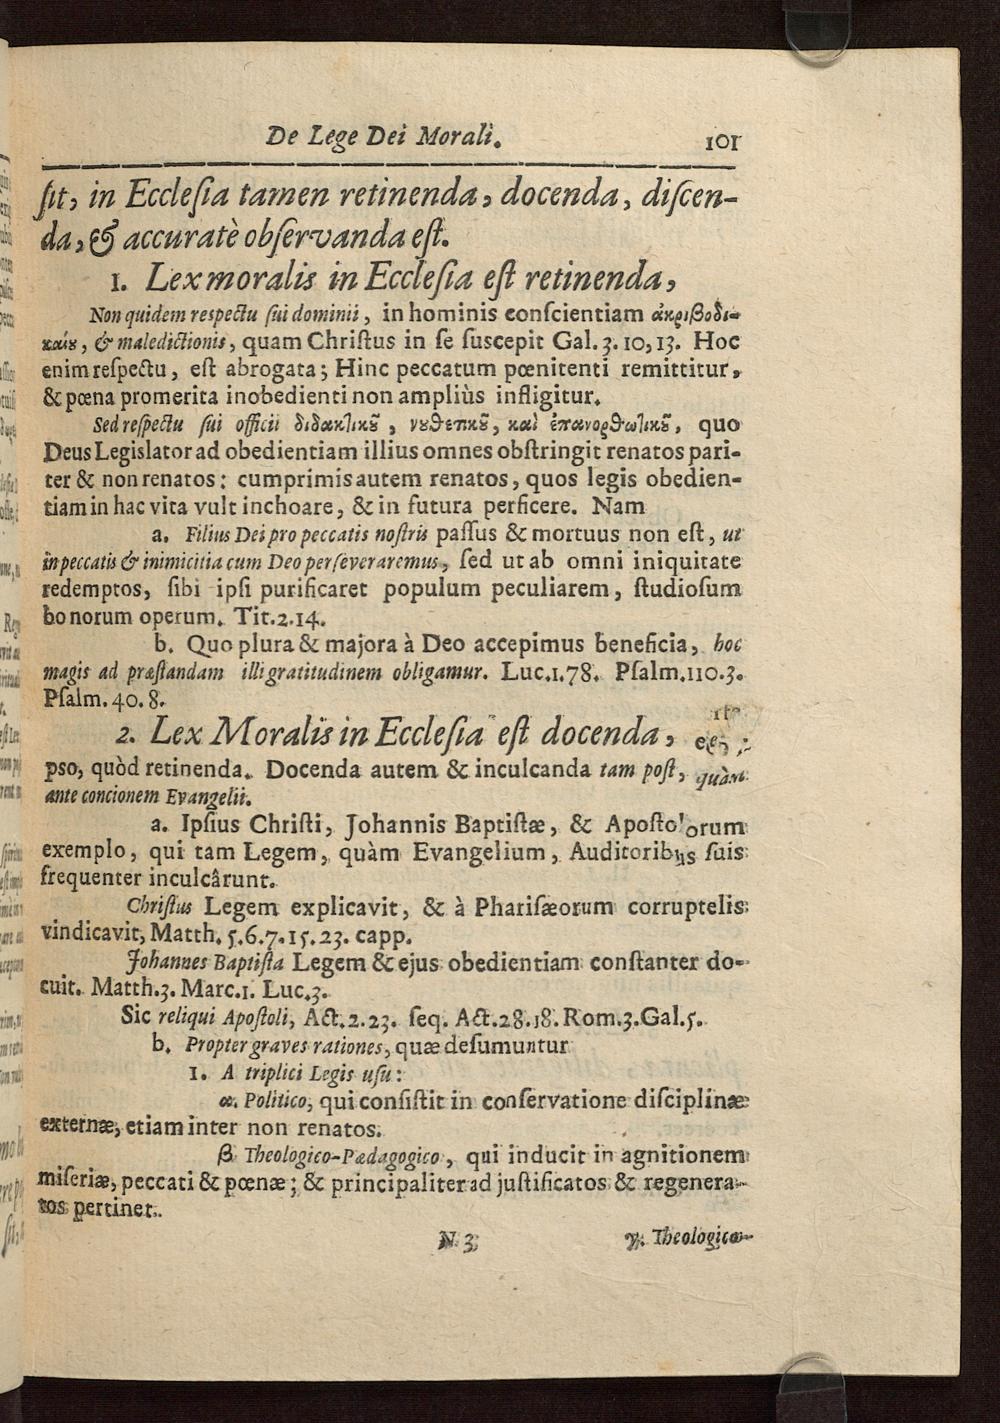 De Lege Dei Morali. 101
ſit, in Eccleſia tamen retinenda, docenda, diſcen-
da, & accuratè obſervanda eſt.
1. Lex moralis in Eccleſia eſt retinenda,
Non quidem reſpectu ſui dominii, in hominis conſcientiam
& maledictionis, quam Chriſtus in ſe ſuscepit Gal. 3. 10, 13. Hoc
enim reſpectu, eſt abrogata; Hinc peccatum pœnitenti remittitur,
& pœna promerita inobedienti non ampliùs infligitur.
Sed reſpectu ſui officii διδακτικοῦ, νουθετικοῦ, καὶ ἐπανορθωτικοῦ, quo
Deus Legislator ad obedientiam illius omnes obſtringit renatos pari-
ter & non renatos: cumprimis autem renatos, quos legis obedien-
tiam in hac vita vult inchoare, & in futura perficere. Nam
a. Filius Dei pro peccatis noſtris paſſus & mortuus non eſt, ut
in peccatis & inimicitia cum Deo perſeveraremus, ſed ut ab omni iniquitate
redemptos, ſibi ipſi purificaret populum peculiarem, ſtudioſum
bonorum operum. Tit. 2. 14.
b. Quo plura & majora à Deo accepimus beneficia, hoc
magis ad præſtandam illi gratitudinem obligamur. Luc. 1. 78. Pſalm. 110. 3.
Pſalm. 40. 8.
2. Lex Moralis in Eccleſia eſt docenda,
pso, quòd retinenda. Docenda autem & inculcanda tam poſt, quàm
ante concionem Evangelii.
a. Ipſius Chriſti, Johannis Baptiſtæ, & Apoſtolorum
exemplo, qui tam Legem, quàm Evangelium, Auditoribus ſuis
frequenter inculcârunt.
Chriſtus Legem explicavit, & à Phariſæorum corruptelis
vindicavit, Matth. 5. 6. 7. 15. 23. capp.
Johannes Baptiſta Legem & ejus obedientiam conſtanter do-
cuit. Matth. 3. Marc. 1. Luc. 3.
Sic reliqui Apoſtoli, Act. 2. 23. ſeq. Act. 28. 18. Rom. 3. Gal. 5.
b. Propter graves rationes, quæ deſumuntur
1. A triplici Legis uſu:
α. Politico, qui conſiſtit in conſervatione diſciplinæ
externæ, etiam inter non renatos.
β Theologico-Pædagogico, qui inducit in agnitionem
miſeriæ, peccati & pœnæ; & principaliter ad juſtificatos & regenera-
tos pertinet.
N 3 γ. Theologico-